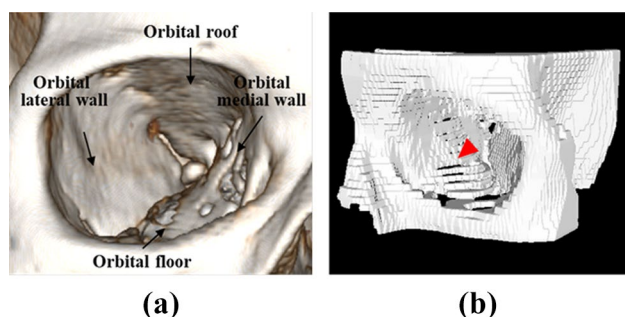 Orbital roof
Orbital
lateral wall
Orbital
medial wall
Orbital floor
(a)
(b)